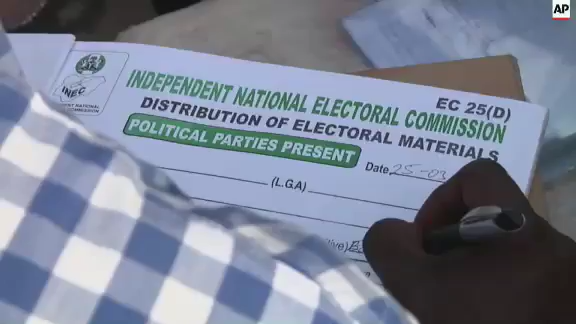 AP
INEC
INDEPENDENT NATIONAL ELECTORAL COMMISSION
EC 25(D)
DISTRIBUTION OF ELECTORAL MATERIALS
POLITICAL PARTIES PRESENT
Date 25-03
(L.G.A)